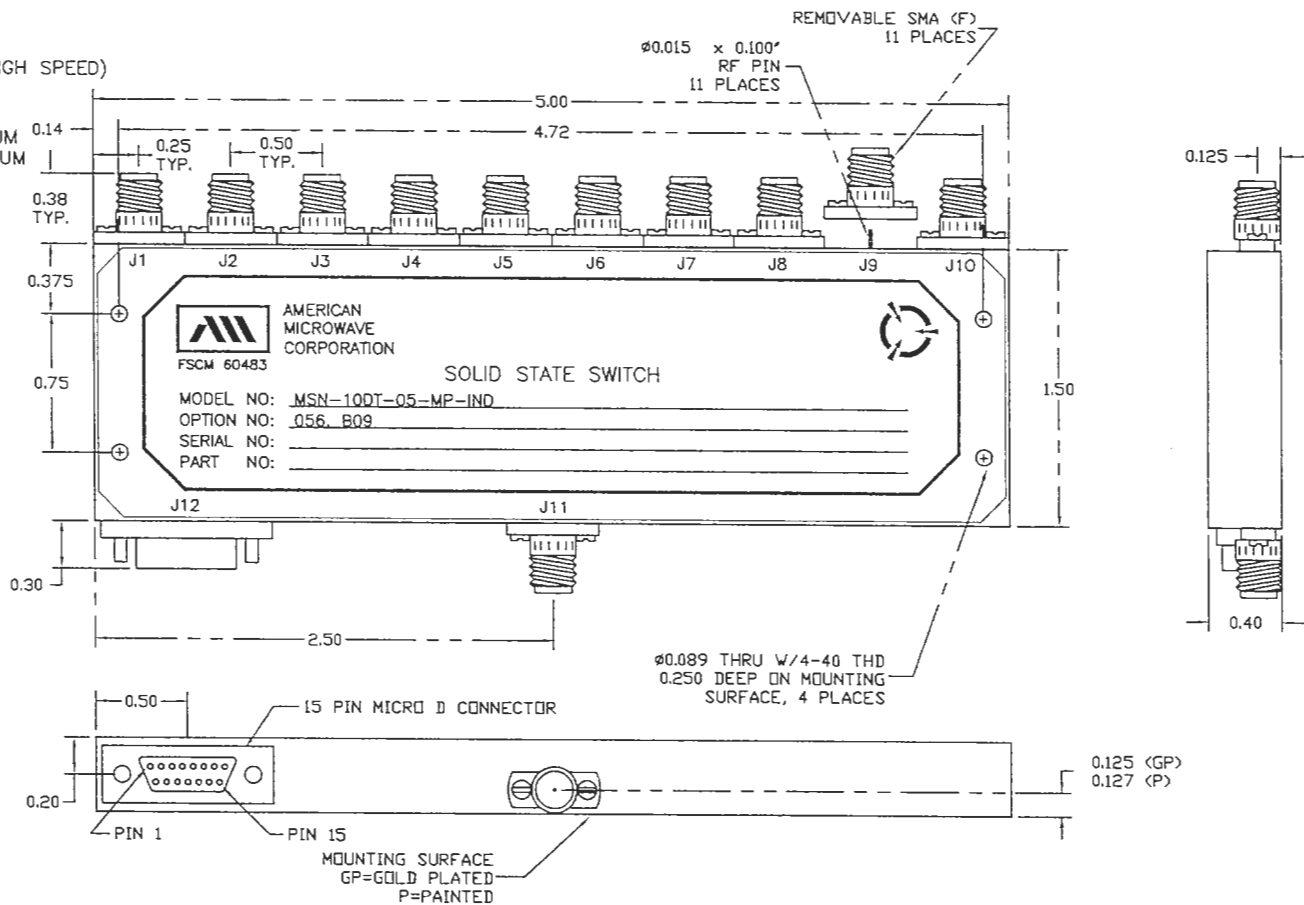 REMOVABLE SMA (F)
11 PLACES
Ø0.015 x 0.100"
RF PIN
11 PLACES
IGH SPEED)
5.00
UM
UM
0.14
4.72
0.25
TYP.
0.50
TYP.
0.125
0.38
TYP.
J1 J2 J3 J4 J5 J6 J7 J8 J9 J10
0.375
AMERICAN
MICROWAVE
CORPORATION
FSCM 60483
SOLID STATE SWITCH
0.75
1.50
MODEL NO: MSN-10DT-05-MP-IND
OPTION NO: 056, B09
SERIAL NO:
PART NO:
J12 J11
0.30
0.40
2.50
Ø0.089 THRU W/4-40 THD
0.250 DEEP ON MOUNTING
SURFACE, 4 PLACES
0.50
15 PIN MICRO D CONNECTOR
0.125 (GP)
0.127 (P)
0.20
PIN 1 PIN 15
MOUNTING SURFACE
GP=GOLD PLATED
P=PAINTED